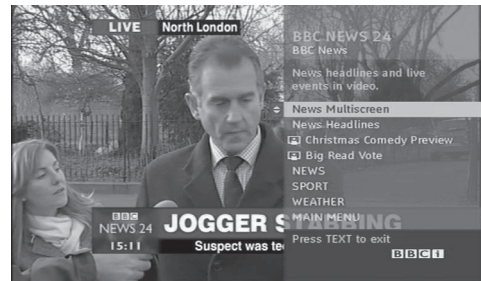 LIVE North London
BBC NEWS 24
BBC News
News headlines and live
events in video.
News Multiscreen
News Headlines
Christmas Comedy Preview
Big Read Vote
NEWS
SPORT
WEATHER
MAIN MENU
Press TEXT to exit
BBCi
BBC
NEWS 24
15:11
JOGGER STABBING
Suspect was